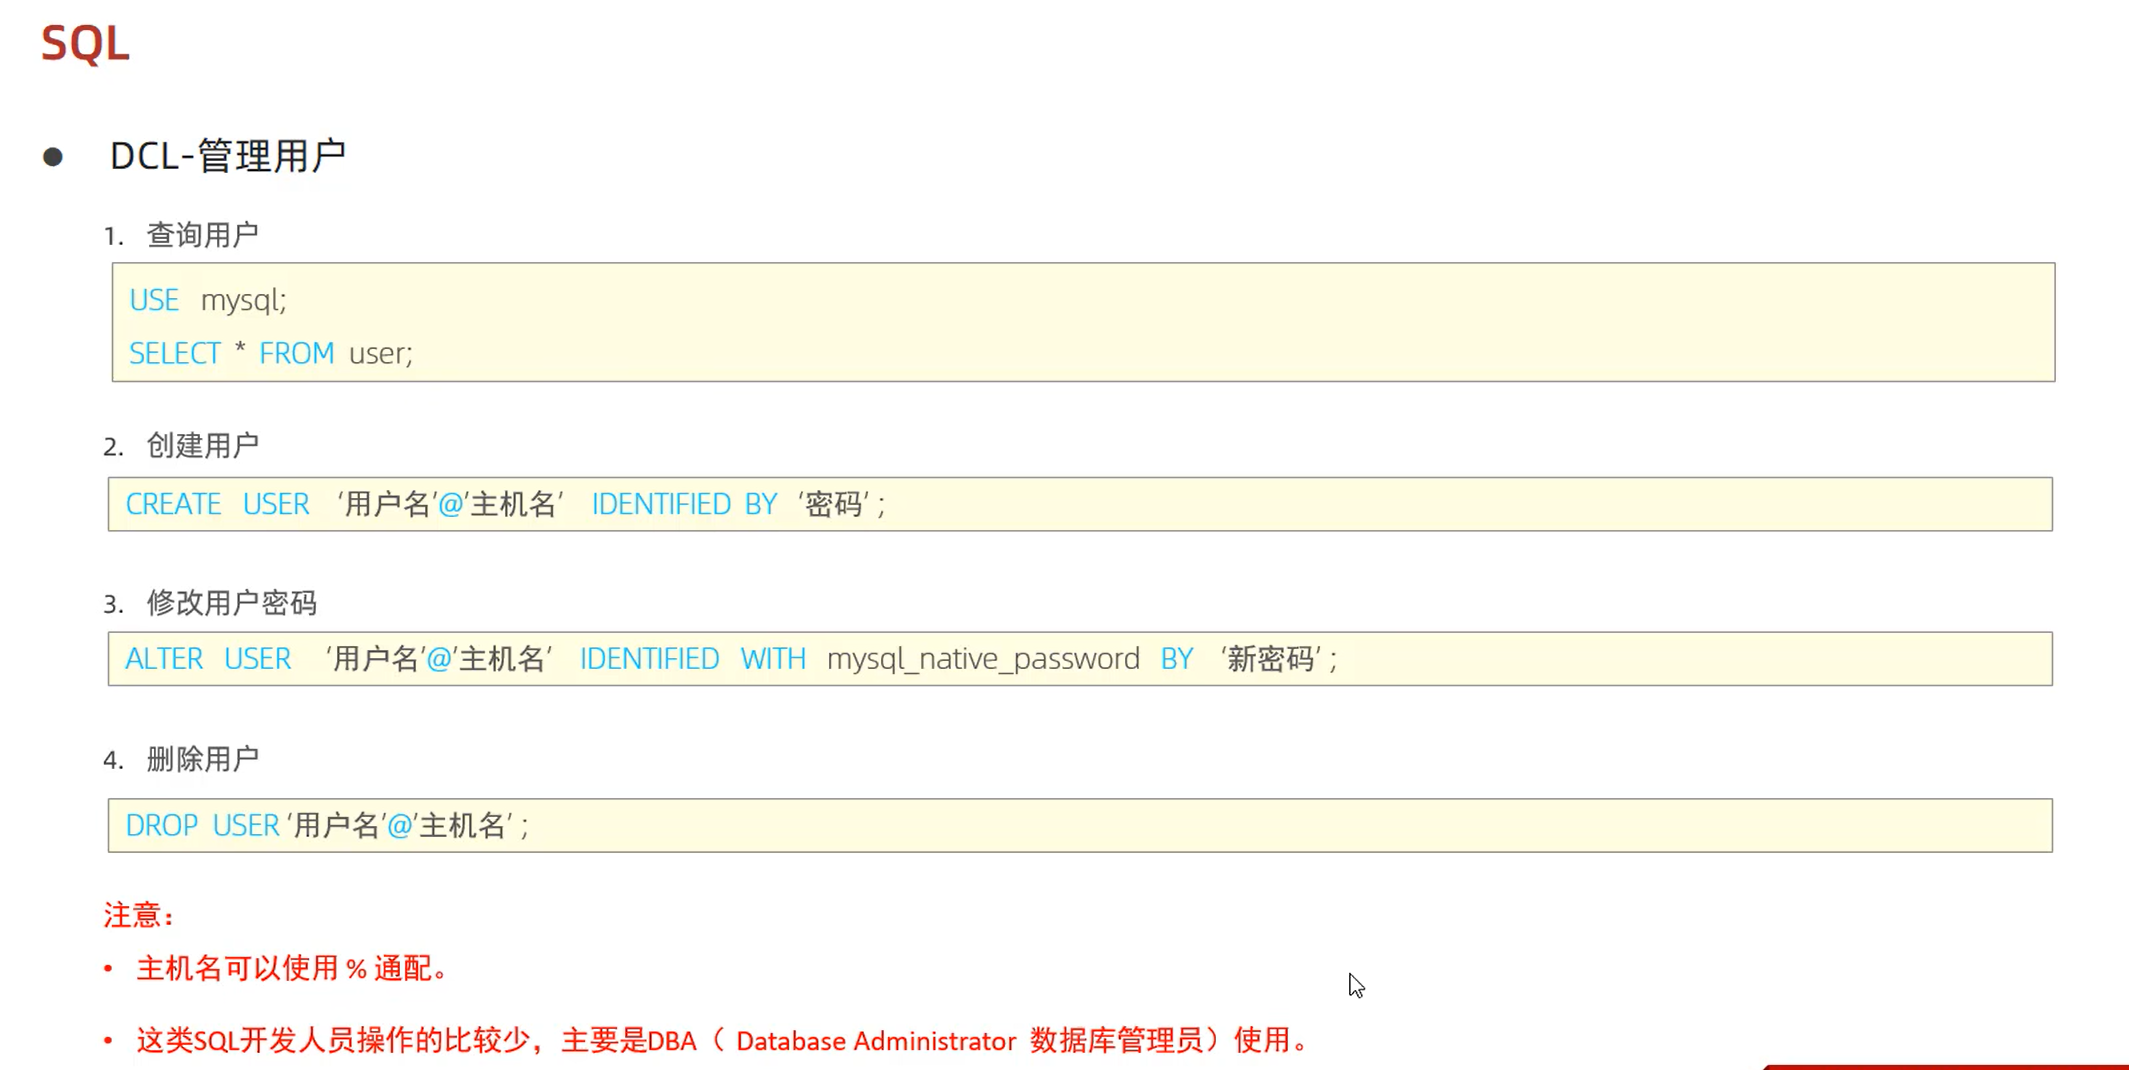 SQL
● DCL-管理用户
1. 查询用户
USE mysql;
SELECT * FROM user;
2. 创建用户
CREATE USER ‘用户名’@’主机名’ IDENTIFIED BY ‘密码’ ;
3. 修改用户密码
ALTER USER ‘用户名’@’主机名’ IDENTIFIED WITH mysql_native_password BY ‘新密码’ ;
4. 删除用户
DROP USER ‘用户名’@’主机名’ ;
注意：
• 主机名可以使用 % 通配。
• 这类SQL开发人员操作的比较少，主要是DBA（ Database Administrator 数据库管理员）使用。